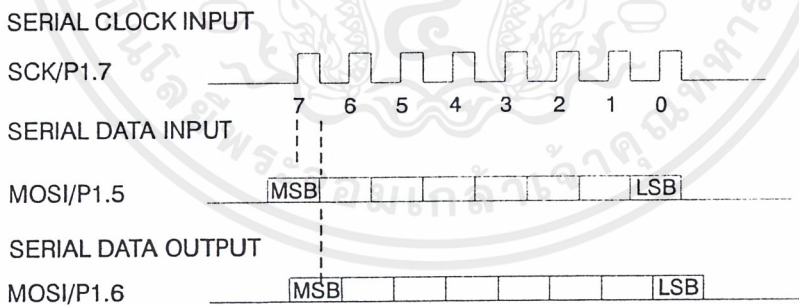 SERIAL CLOCK INPUT
SCK/P1.7
7 6 5 4 3 2 1 0
SERIAL DATA INPUT
MOSI/P1.5 MSB LSB
SERIAL DATA OUTPUT
MOSI/P1.6 MSB LSB